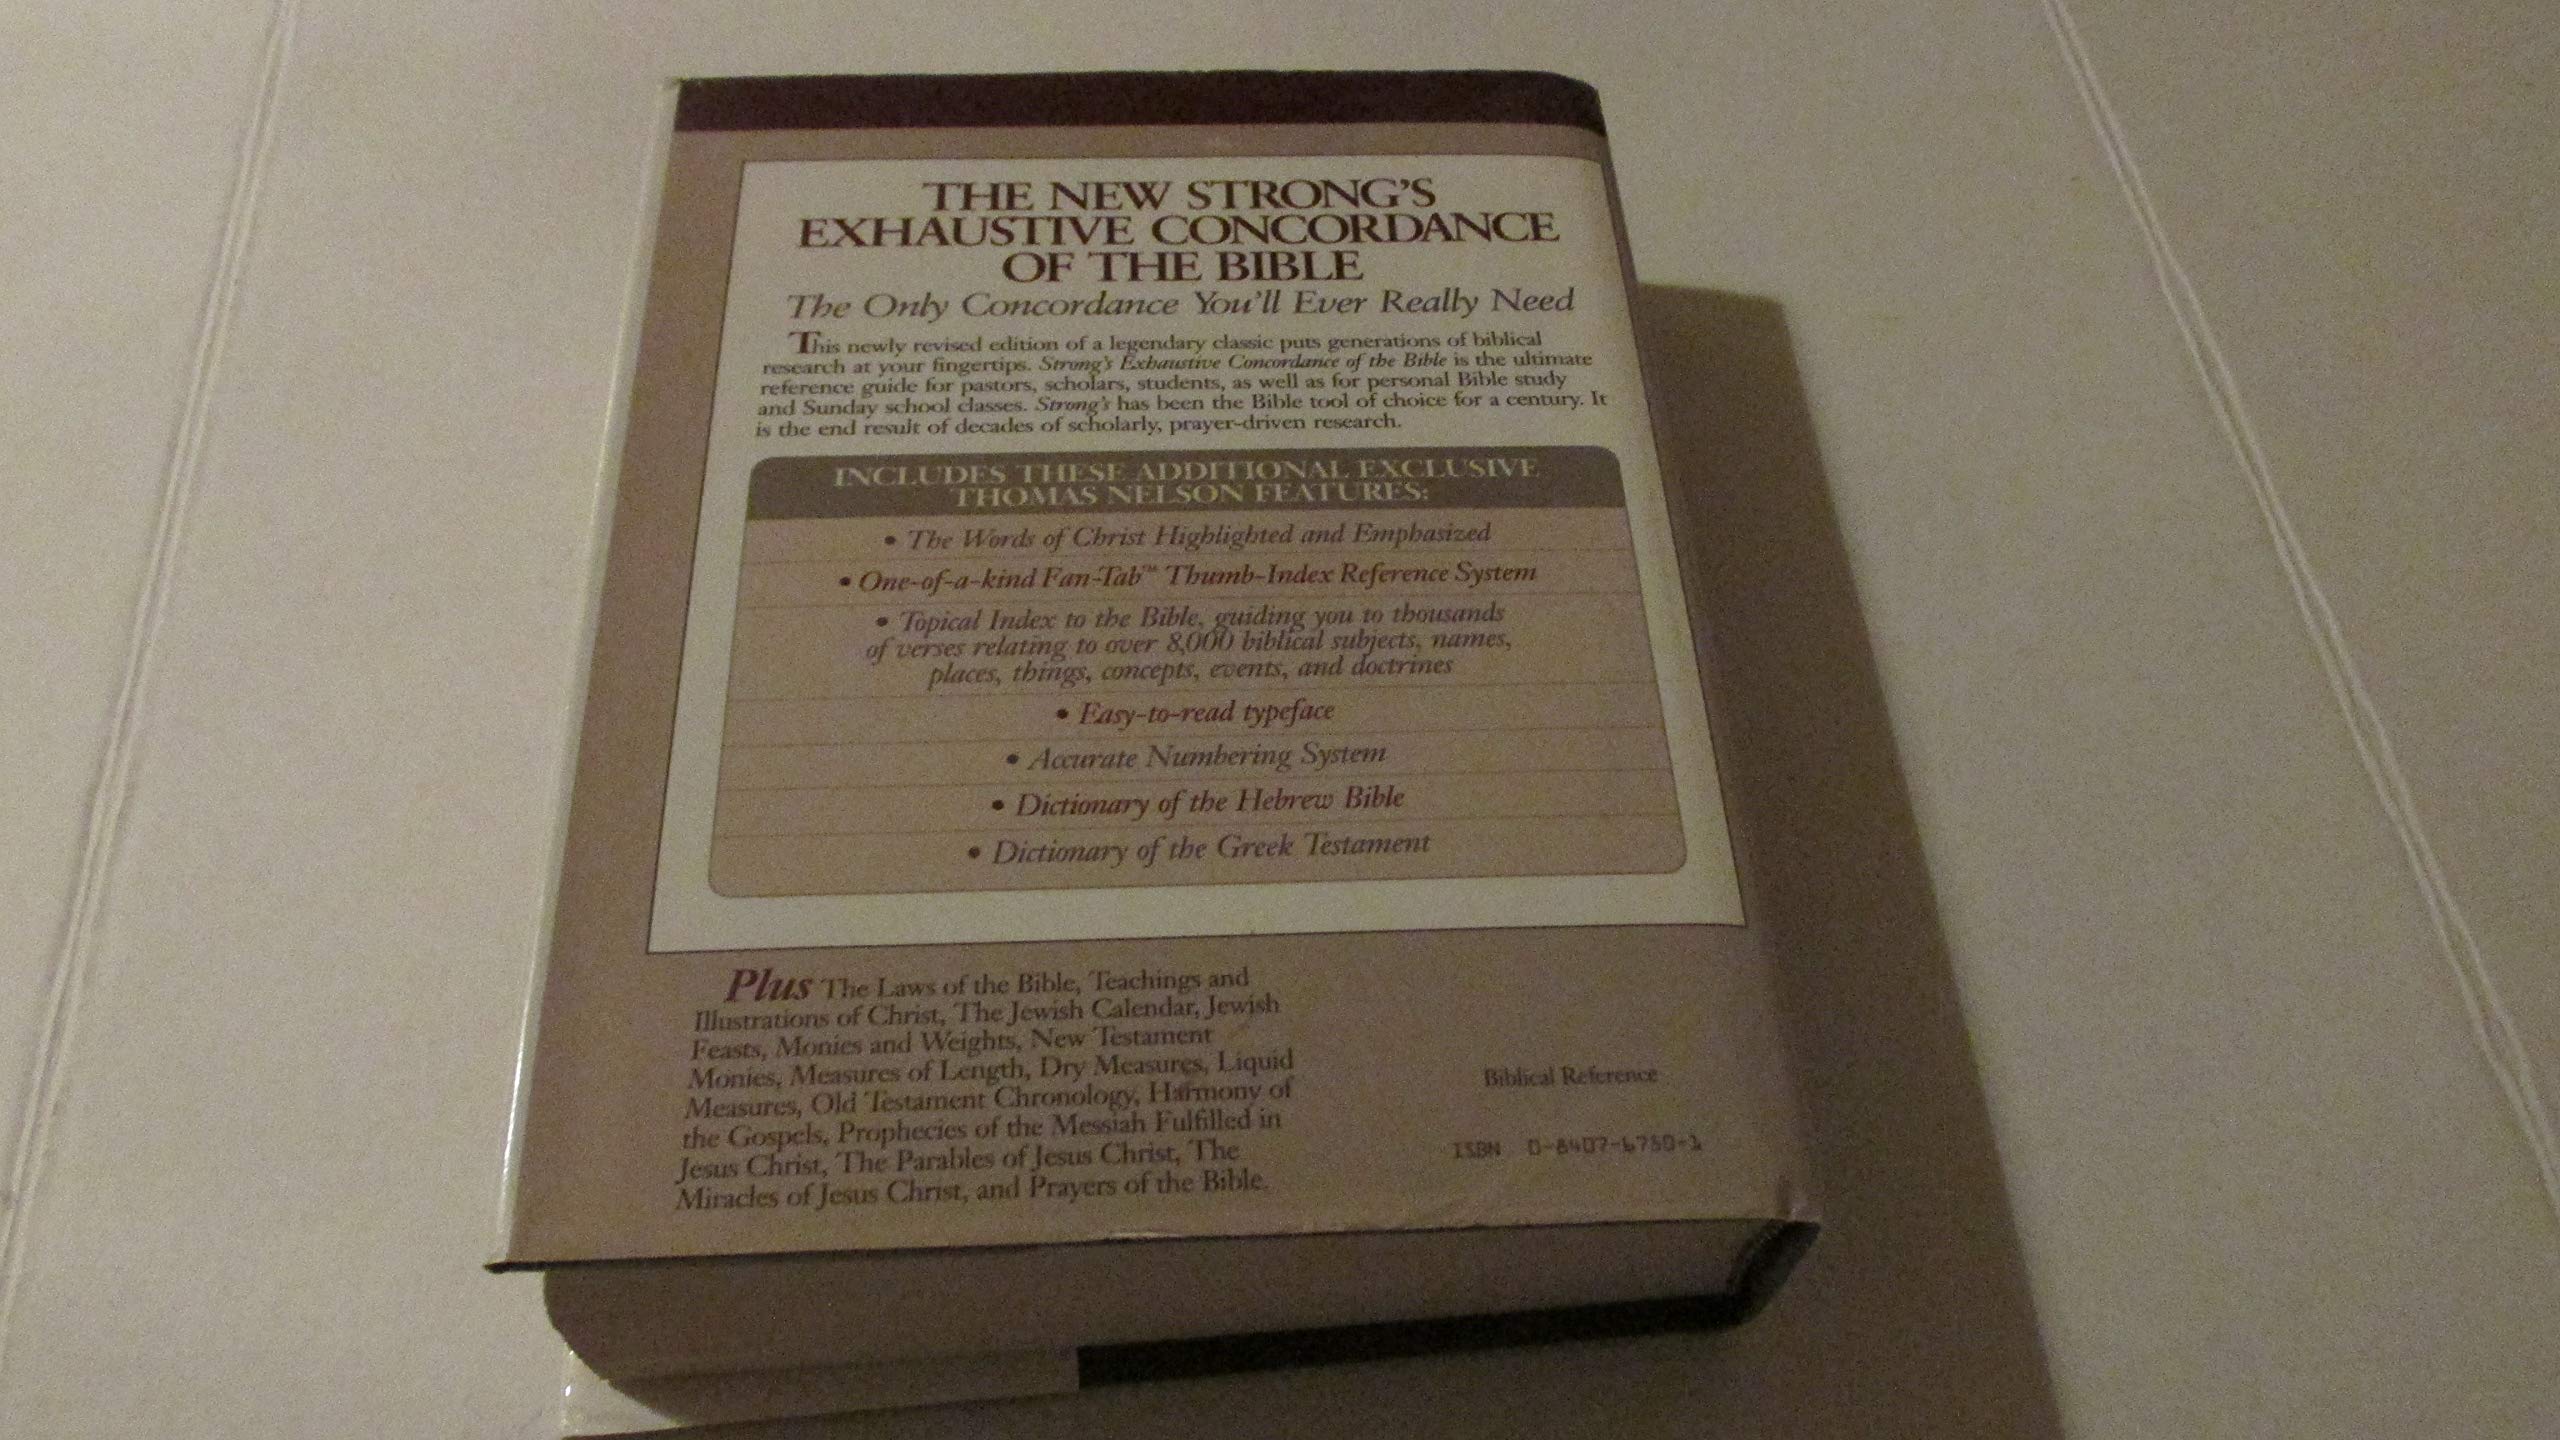 THE NEW STRONG'S
EXHAUSTIVE CONCORDANCE
OF THE BIBLE
The Only Concordance You'll Ever Really Need
This newly revised edition of a legendary classic puts generations of biblical
research at your fingertips. Strong's Exhaustive Concordance of the Bible is the ultimate
reference guide for pastors, scholars, students, as well as for personal Bible study
and Sunday school classes. Strong's has been the Bible tool of choice for a century. It
is the end result of decades of scholarly, prayer-driven research.
INCLUDES THESE ADDITIONAL EXCLUSIVE
THOMAS NELSON FEATURES:
• The Words of Christ Highlighted and Emphasized
• One-of-a-kind Fan-Tab™ Thumb-Index Reference System
• Topical Index to the Bible, guiding you to thousands
of verses relating to over 8,000 biblical subjects, names,
places, things, concepts, events, and doctrines
• Easy-to-read typeface
• Accurate Numbering System
• Dictionary of the Hebrew Bible
• Dictionary of the Greek Testament
Plus The Laws of the Bible, Teachings and
Illustrations of Christ, The Jewish Calendar, Jewish
Feasts, Monies and Weights, New Testament
Monies, Measures of Length, Dry Measures, Liquid
Measures, Old Testament Chronology, Harmony of
the Gospels, Prophecies of the Messiah Fulfilled in
Jesus Christ, The Parables of Jesus Christ, The
Miracles of Jesus Christ, and Prayers of the Bible.
Biblical Reference
ISBN 0-8407-6750-1